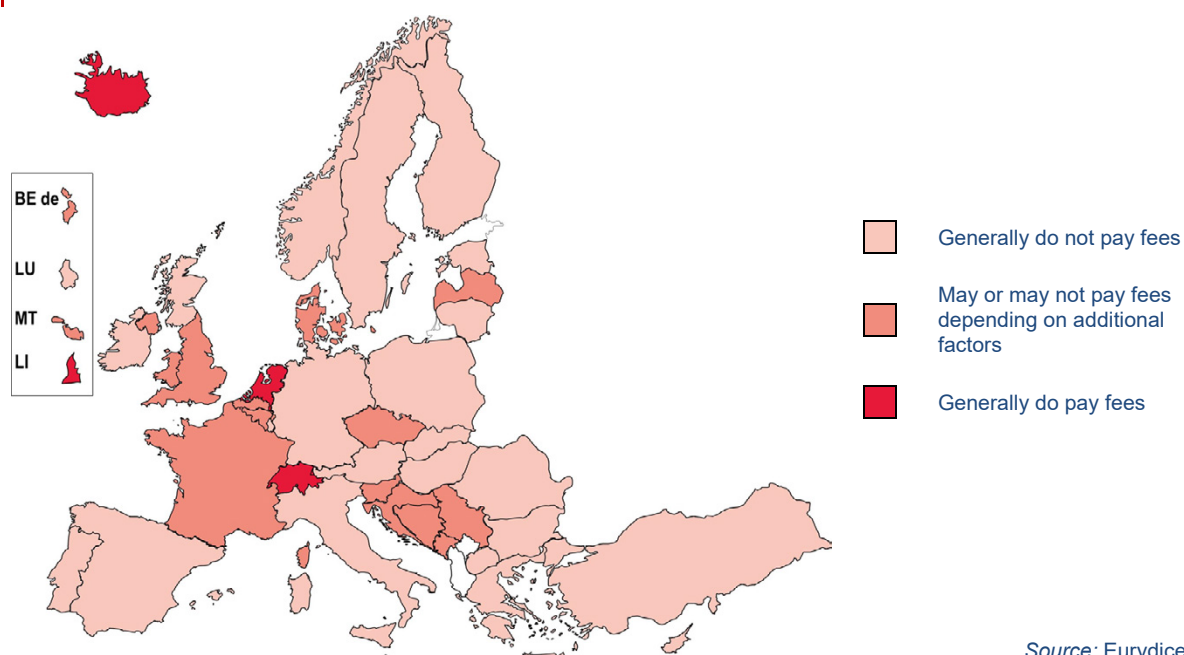 BE de
LU
MT
LI
Generally do not pay fees
May or may not pay fees
depending on additional
factors
Generally do pay fees
Source: Eurydice